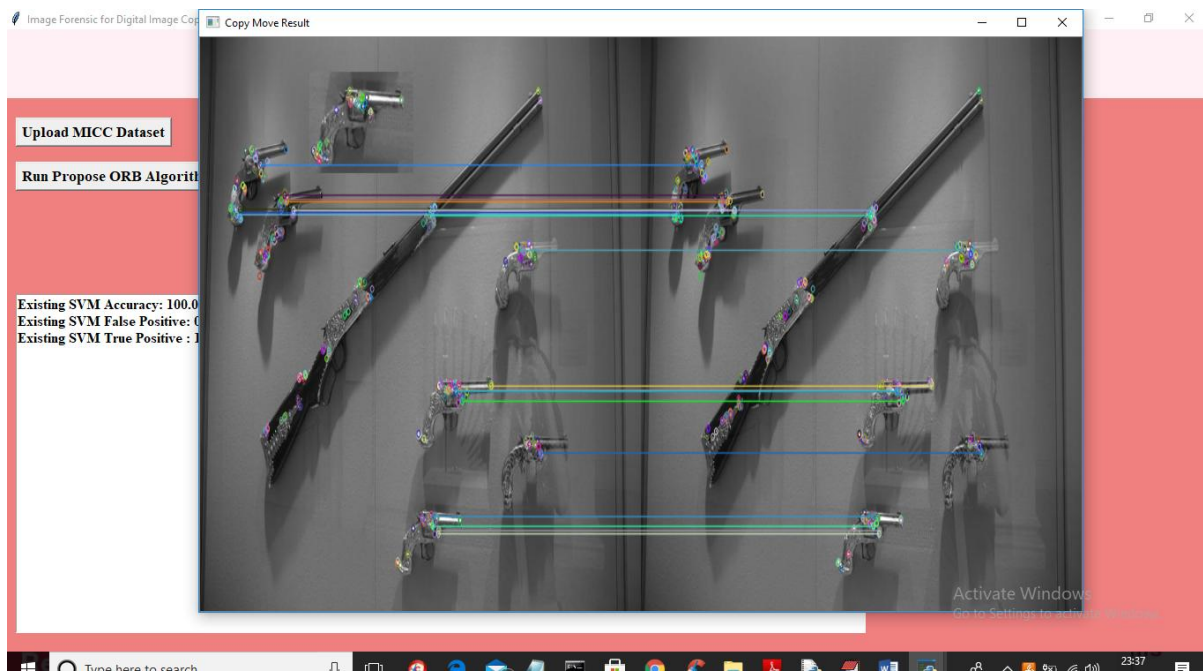 Image Forensic for Digital Image Cop
Copy Move Result
Upload MICC Dataset
Run Propose ORB Algorith
Existing SVM Accuracy: 100.0
Existing SVM False Positive: 0
Existing SVM True Positive :
Activate Windows
Go to Settings to activate Windows.
Type here to search
23:37